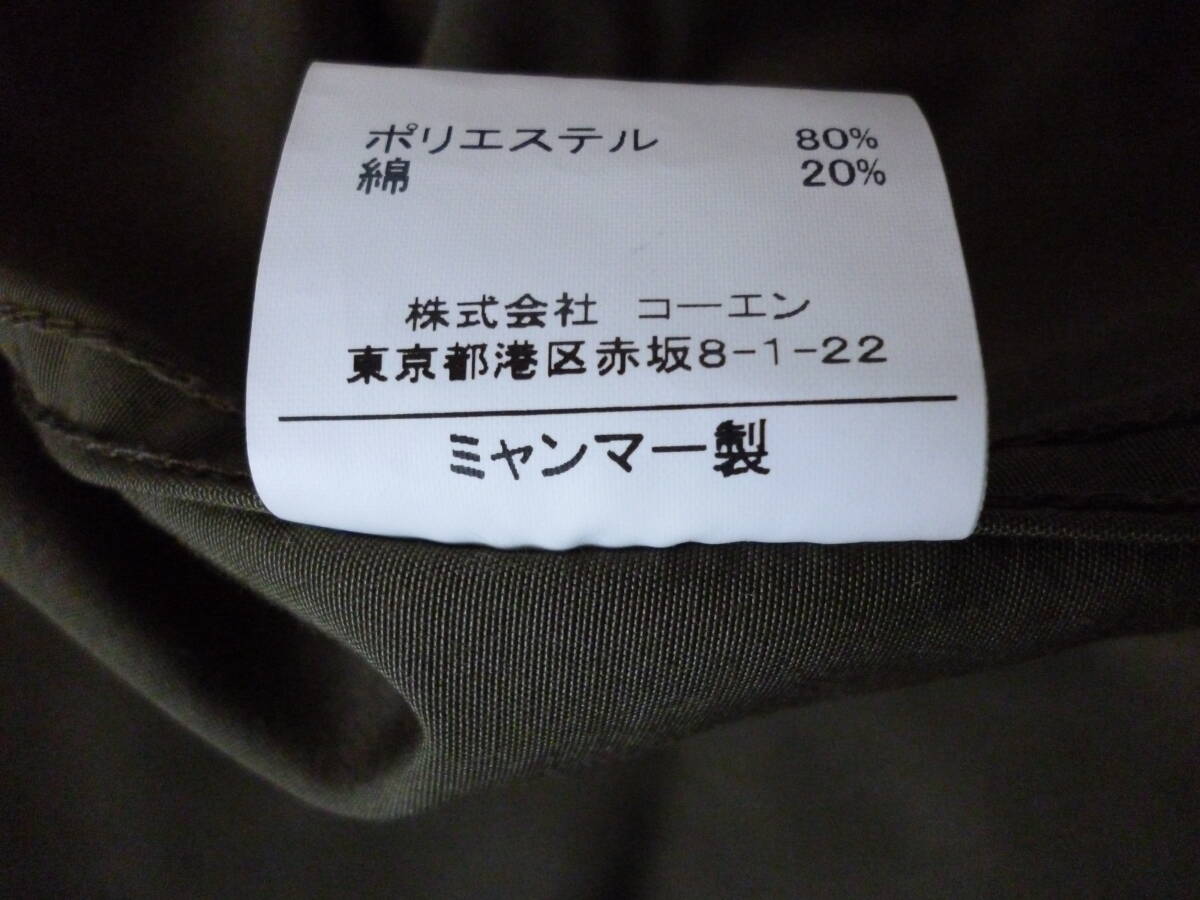 ポリエステル 80%
綿 20%
株式会社 コーエン
東京都港区赤坂8-1-22
ミャンマー製